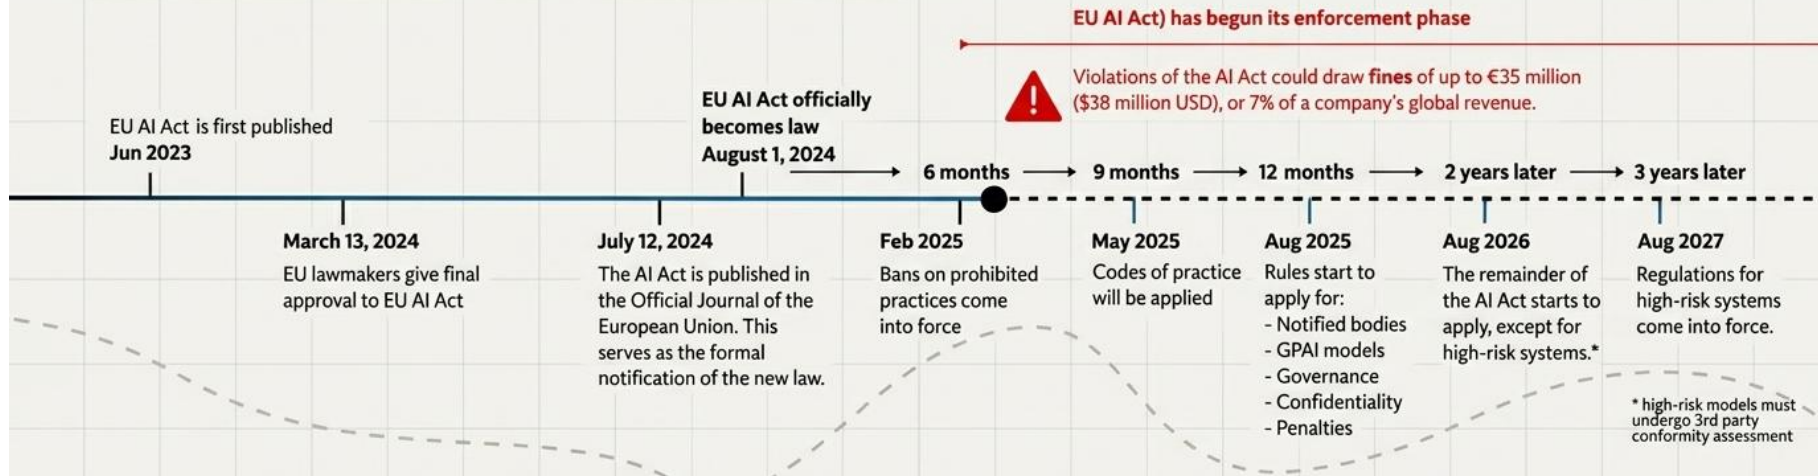 EU AI Act) has begun its enforcement phase
Violations of the AI Act could draw fines of up to €35 million
($38 million USD), or 7% of a company's global revenue.
EU AI Act is first published
Jun 2023
EU AI Act officially
becomes law
August 1, 2024
6 months
9 months
12 months
2 years later
3 years later
March 13, 2024
EU lawmakers give final
approval to EU AI Act
July 12, 2024
The AI Act is published in
the Official Journal of the
European Union. This
serves as the formal
notification of the new law.
Feb 2025
Bans on prohibited
practices come
into force
May 2025
Codes of practice
will be applied
Aug 2025
Rules start to
apply for:
- Notified bodies
- GPAI models
- Governance
- Confidentiality
- Penalties
Aug 2026
The remainder of
the AI Act starts to
apply, except for
high-risk systems.*
Aug 2027
Regulations for
high-risk systems
come into force.
* high-risk models must
undergo 3rd party
conformity assessment